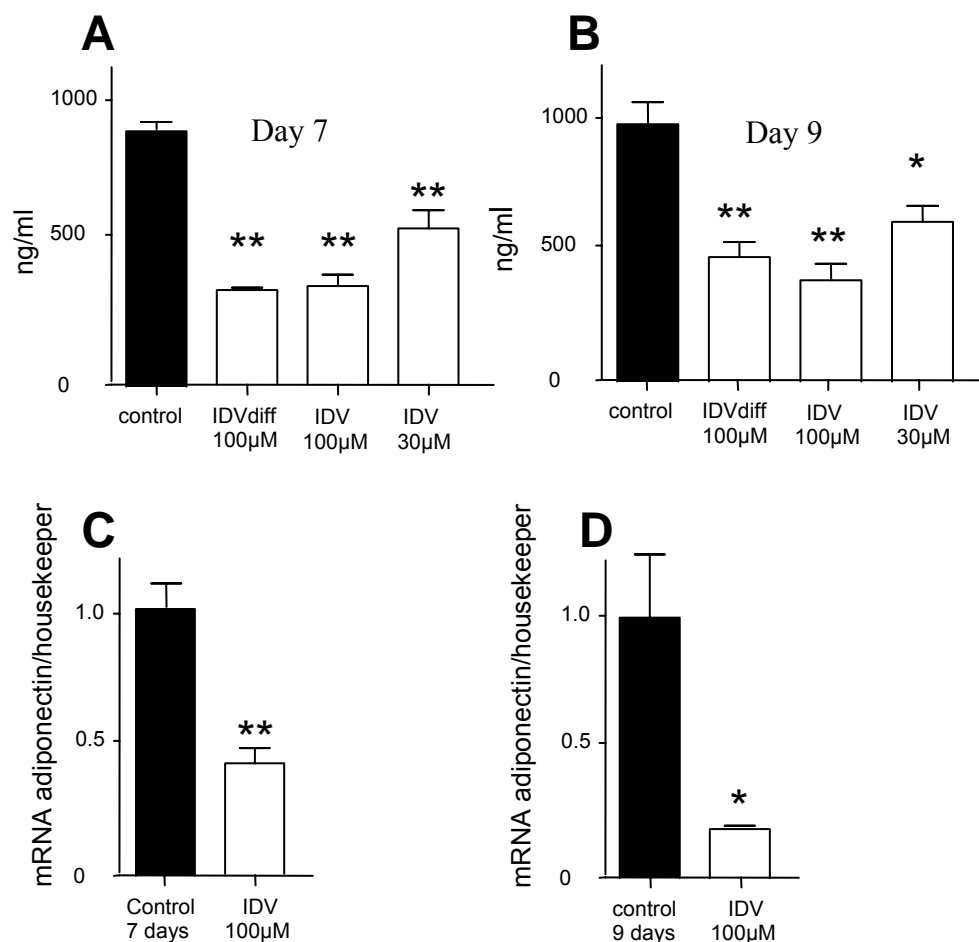 A
1000
500
0
ng/ml
Day 7
**
**
**
control
IDVdiff
100µM
IDV
100µM
IDV
30µM
B
1000
500
0
ng/ml
Day 9
**
**
*
control
IDVdiff
100µM
IDV
100µM
IDV
30µM
C
mRNA adiponectin/housekeeper
1.0
0.5
0
**
Control
7 days
IDV
100µM
D
mRNA adiponectin/housekeeper
1.0
0.5
0
*
control
9 days
IDV
100µM